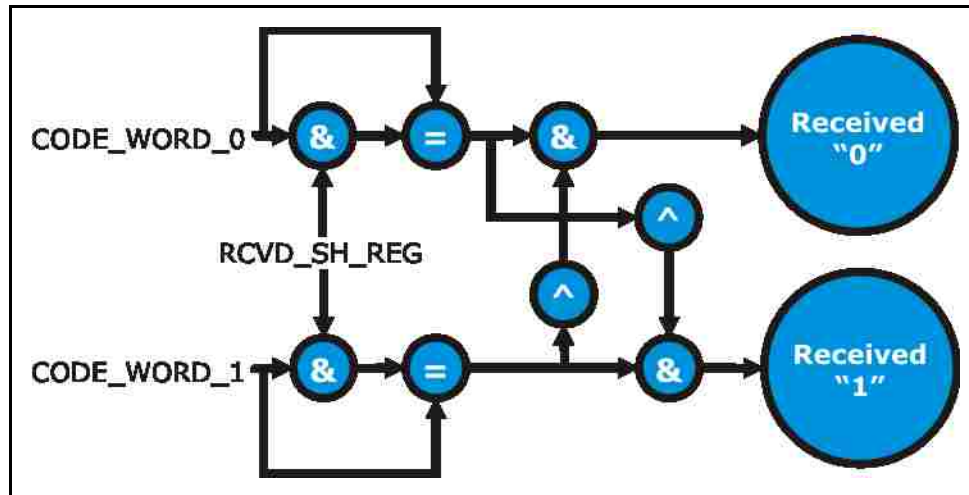 CODE_WORD_0
&
=
&
Received
“0”
^
RCVD_SH_REG
^
CODE_WORD_1
&
=
&
Received
“1”